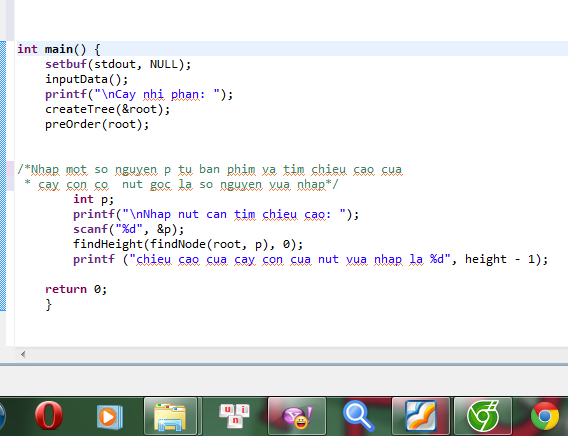 int main() {
setbuf(stdout, NULL);
inputData();
printf("\nCay nhi phan: ");
createTree(&root);
preOrder(root);
/*Nhap mot so nguyen p tu ban phim va tim chieu cao cua
* cay con co nut goc la so nguyen vua nhap*/
int p;
printf("\nNhap nut can tim chieu cao: ");
scanf("%d", &p);
findHeight(findNode(root, p), 0);
printf ("chieu cao cua cay con cua nut vua nhap la %d", height - 1);
return 0;
}
u i n